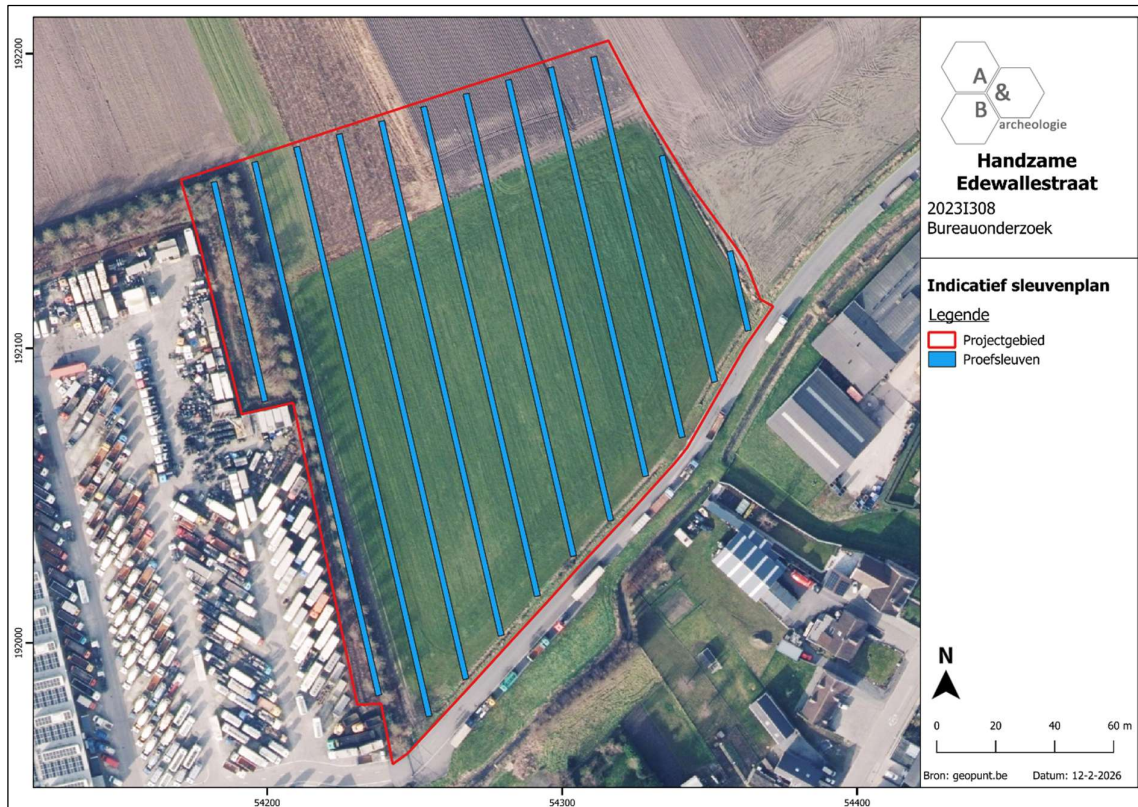 192200
192100
192000
54200
54300
54400
A
&
B
archeologie
Handzame
Edewallestraat
2023I308
Bureauonderzoek
Indicatief sleuvenplan
Legende
Projectgebied
Proefsleuven
N
0 20 40 60 m
Bron: geopunt.be Datum: 12-2-2026